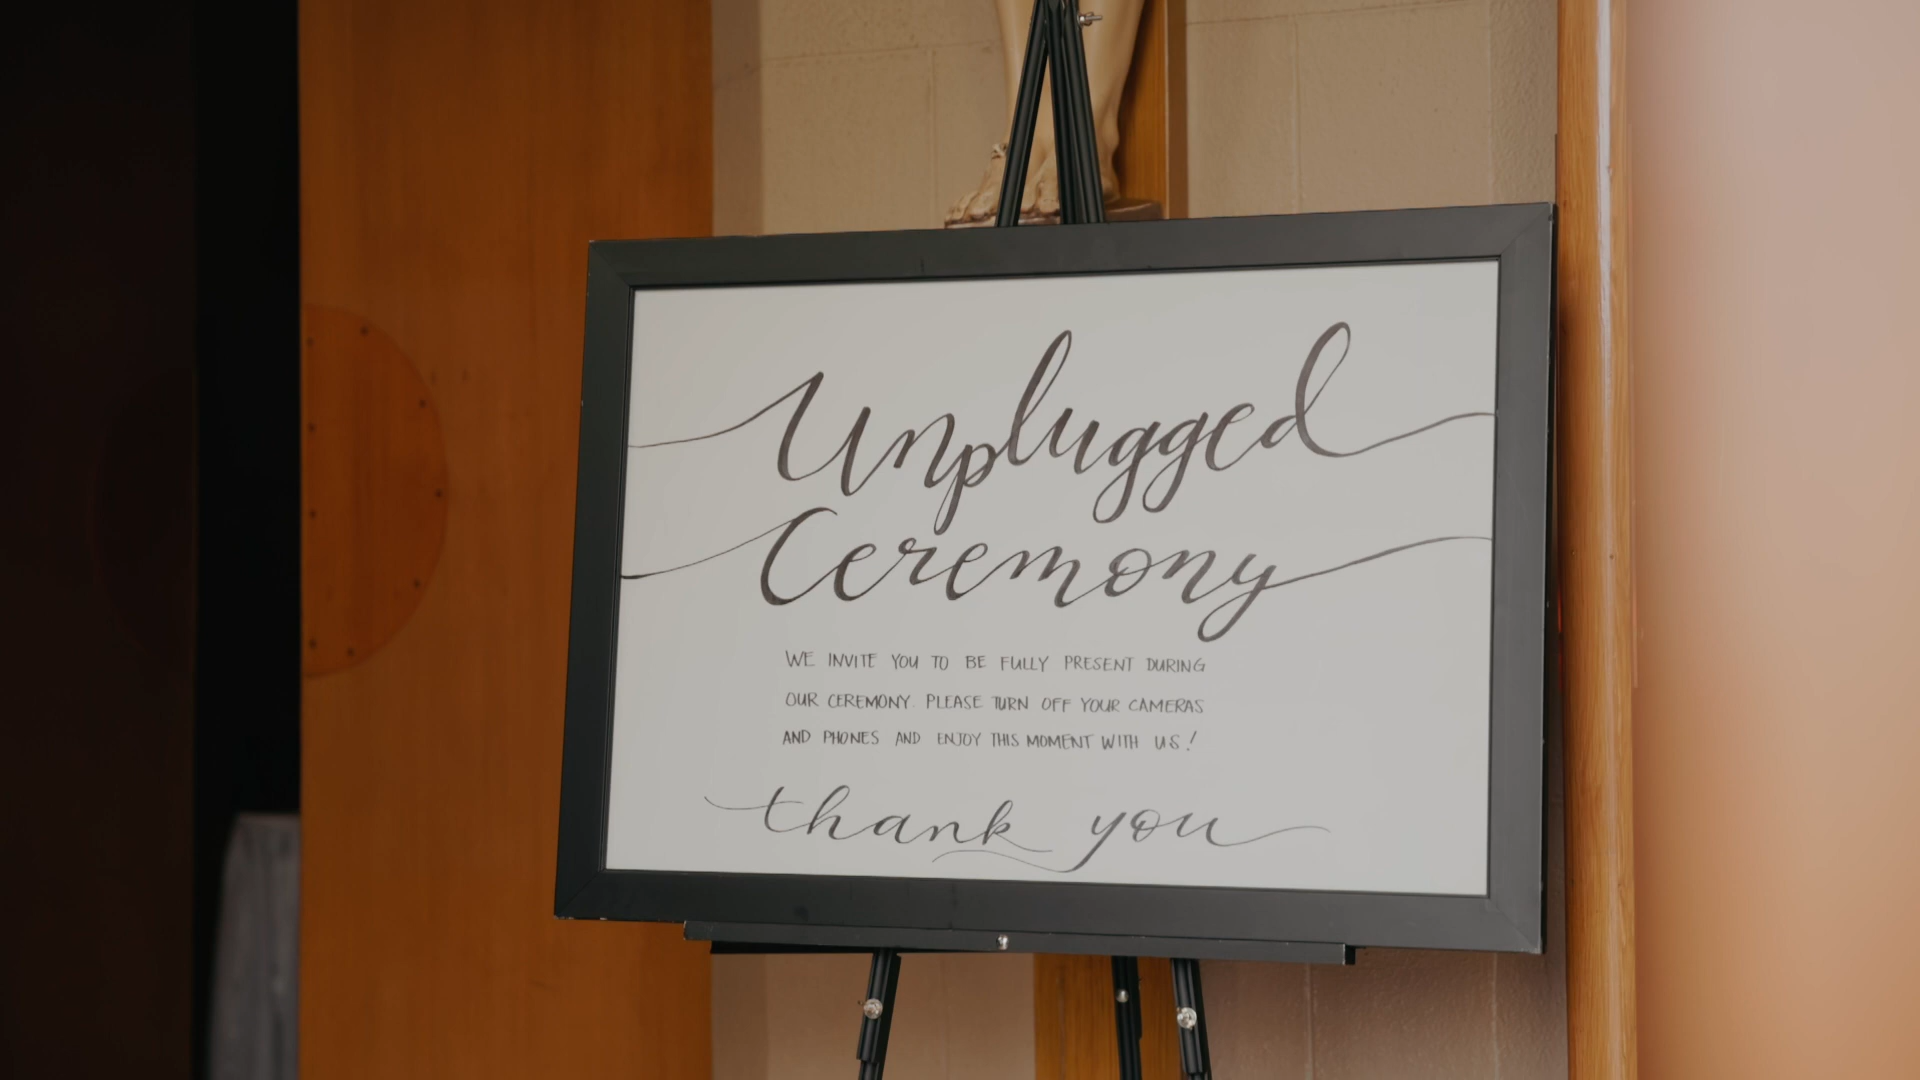 Unplugged
Ceremony
WE INVITE YOU TO BE FULLY PRESENT DURING
OUR CEREMONY. PLEASE TURN OFF YOUR CAMERAS
AND PHONES AND ENJOY THIS MOMENT WITH US!
thank you